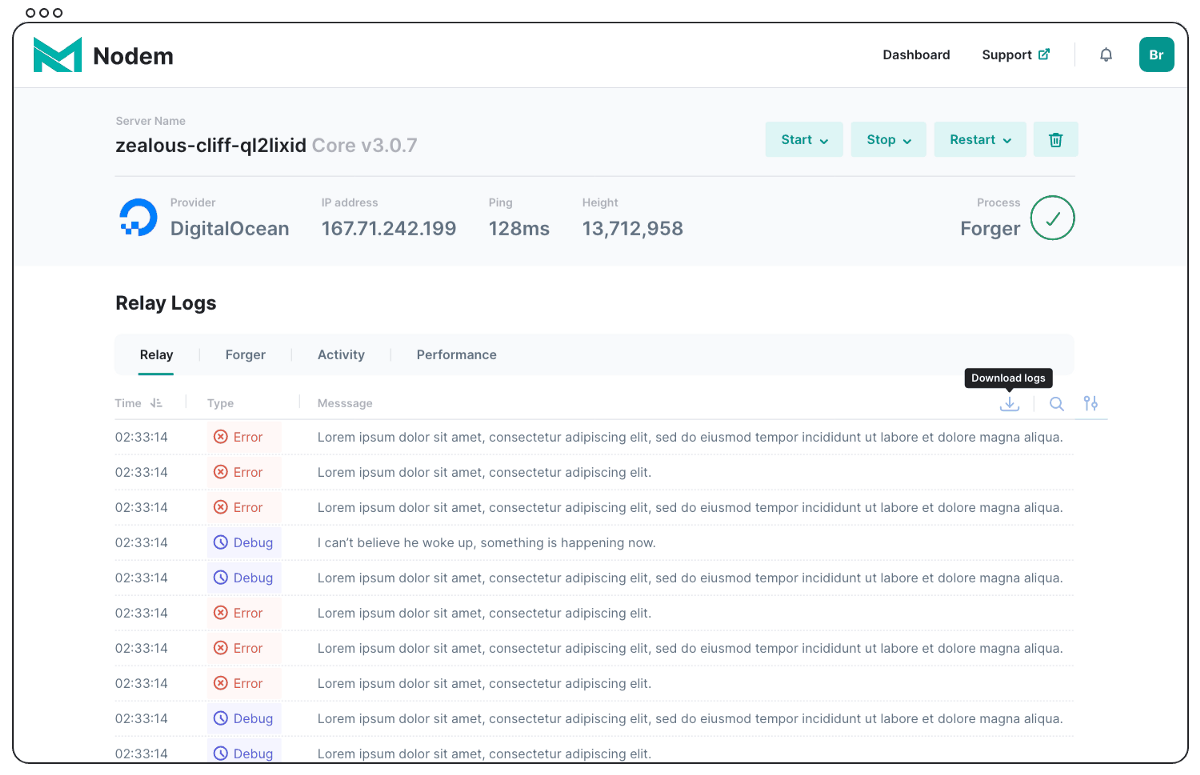 Nodem
Dashboard Support Br
Server Name
zealous-cliff-ql2lixid Core v3.0.7
Start Stop Restart
Provider IP address Ping Height Process
DigitalOcean 167.71.242.199 128ms 13,712,958 Forger
Relay Logs
Relay Forger Activity Performance
Download logs
Time Type Messsage
02:33:14 Error Lorem ipsum dolor sit amet, consectetur adipiscing elit, sed do eiusmod tempor incididunt ut labore et dolore magna aliqua.
02:33:14 Error Lorem ipsum dolor sit amet, consectetur adipiscing elit.
02:33:14 Error Lorem ipsum dolor sit amet, consectetur adipiscing elit, sed do eiusmod tempor incididunt ut labore et dolore magna aliqua.
02:33:14 Debug I can’t believe he woke up, something is happening now.
02:33:14 Debug Lorem ipsum dolor sit amet, consectetur adipiscing elit, sed do eiusmod tempor incididunt ut labore et dolore magna aliqua.
02:33:14 Error Lorem ipsum dolor sit amet, consectetur adipiscing elit.
02:33:14 Error Lorem ipsum dolor sit amet, consectetur adipiscing elit, sed do eiusmod tempor incididunt ut labore et dolore magna aliqua.
02:33:14 Error Lorem ipsum dolor sit amet, consectetur adipiscing elit.
02:33:14 Debug Lorem ipsum dolor sit amet, consectetur adipiscing elit, sed do eiusmod tempor incididunt ut labore et dolore magna aliqua.
02:33:14 Debug Lorem ipsum dolor sit amet, consectetur adipiscing elit.